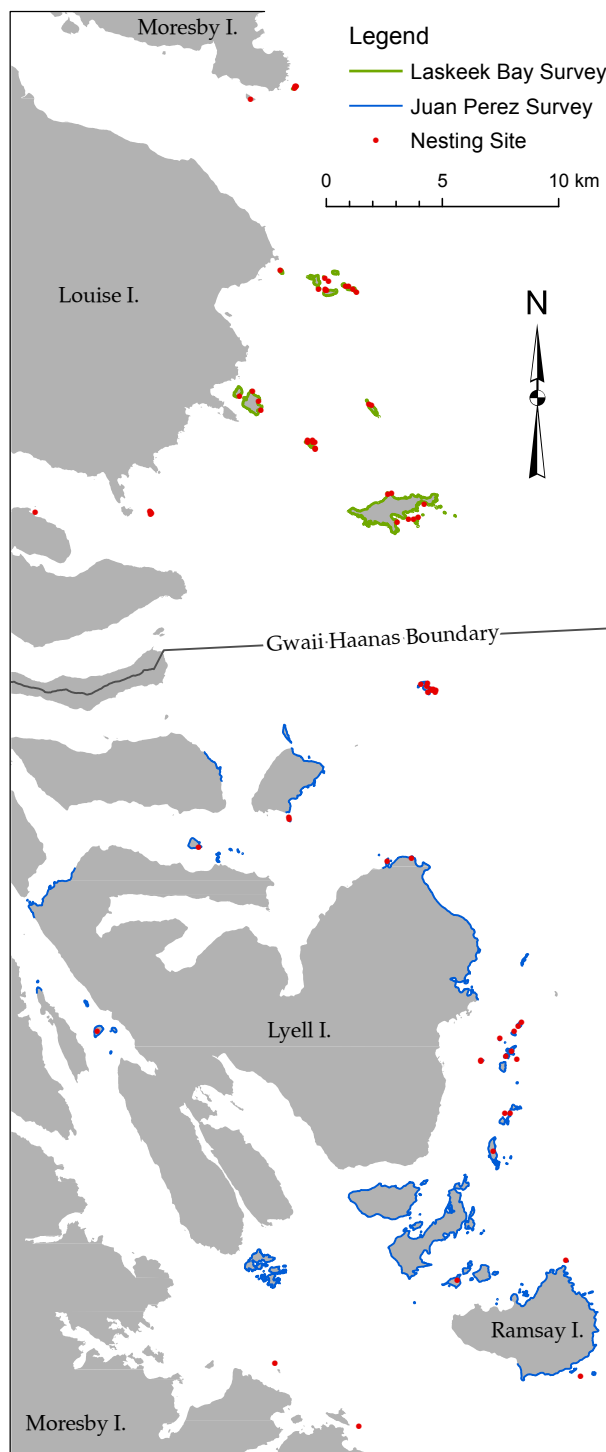 Moresby I.
Legend
Laskeek Bay Survey
Juan Perez Survey
Nesting Site
0 5 10 km
Louise I.
N
Gwaii Haanas Boundary
Lyell I.
Ramsay I.
Moresby I.